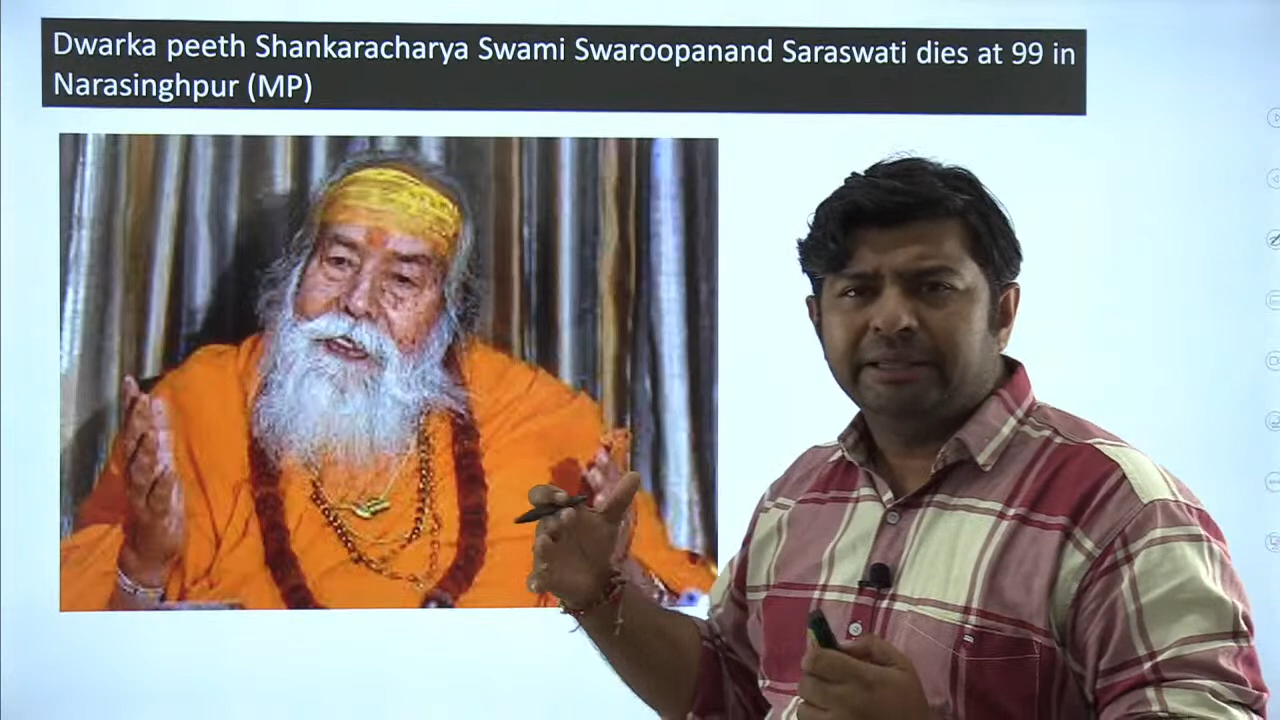 Dwarka peeth Shankaracharya Swami Swaroopanand Saraswati dies at 99 in
Narasinghpur (MP)